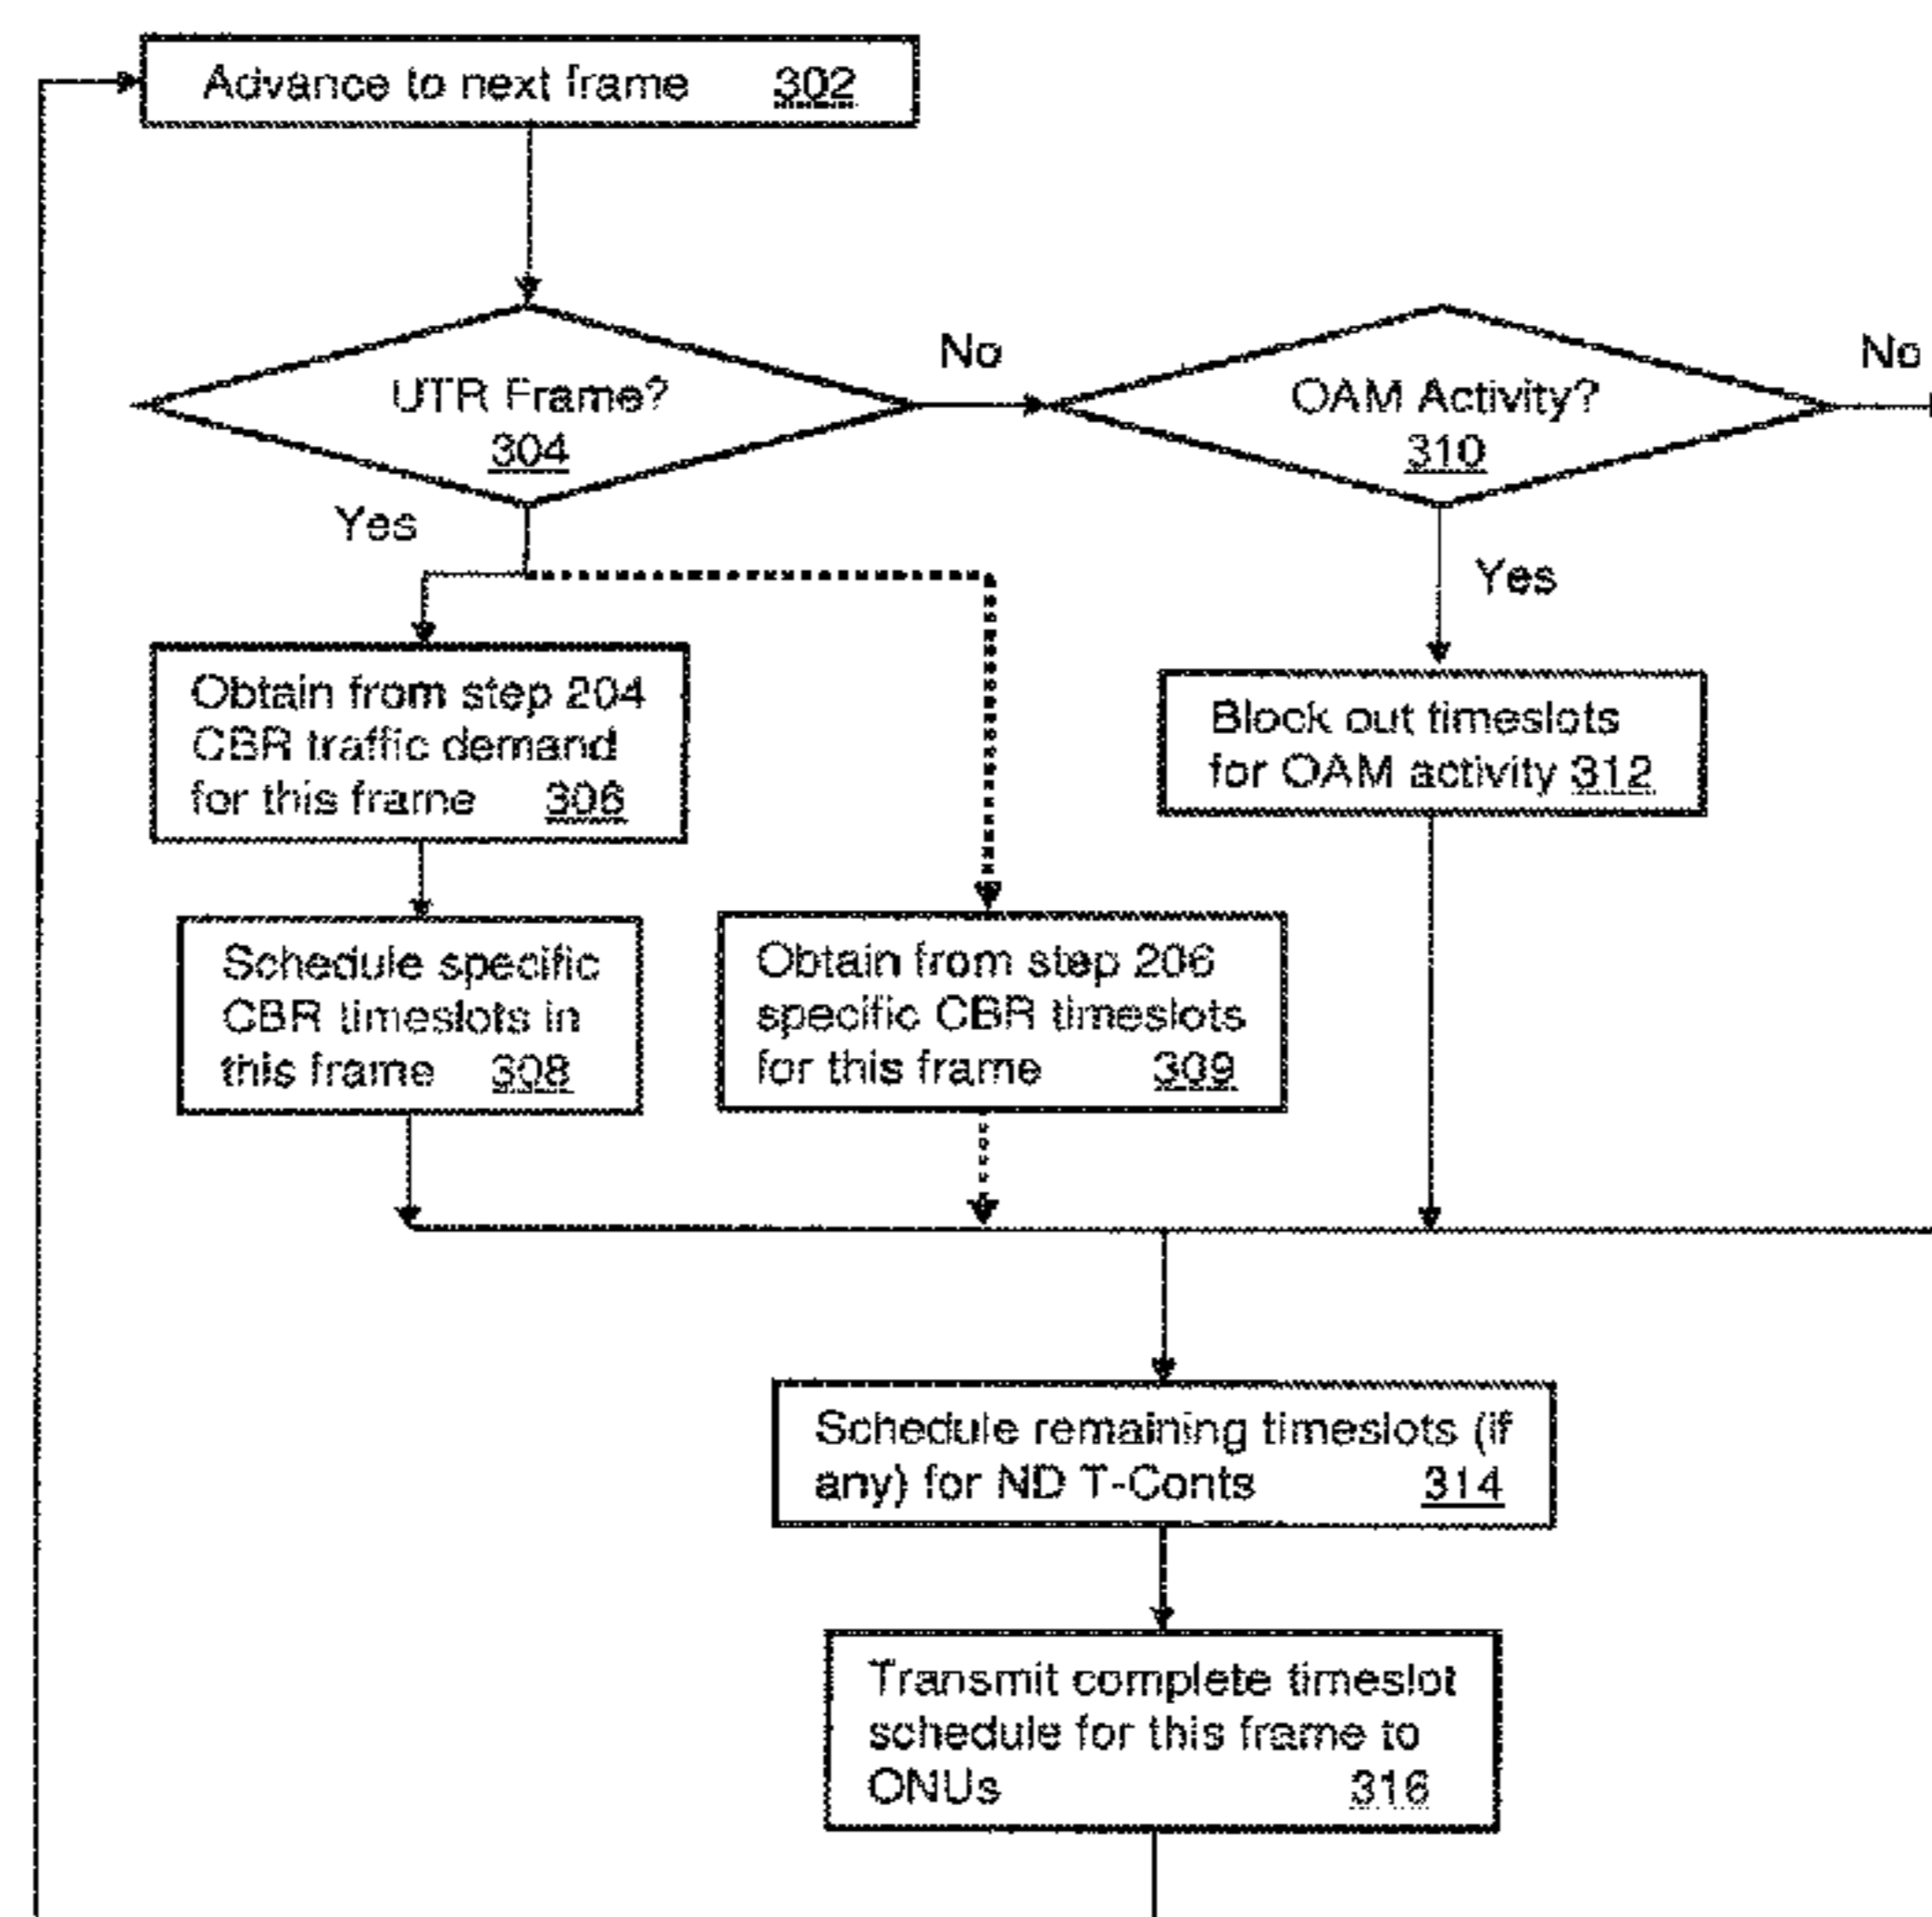 Advance to next frame 302
UTR Frame?
304
No
OAM Activity?
310
No
Yes
Yes
Obtain from step 204
CBR traffic demand
for this frame 306
Block out timeslots
for OAM activity 312
Schedule specific
CBR timeslots in
this frame 308
Obtain from step 206
specific CBR timeslots
for this frame 309
Schedule remaining timeslots (if
any) for ND T-Conts 314
Transmit complete timeslot
schedule for this frame to
ONUs 316